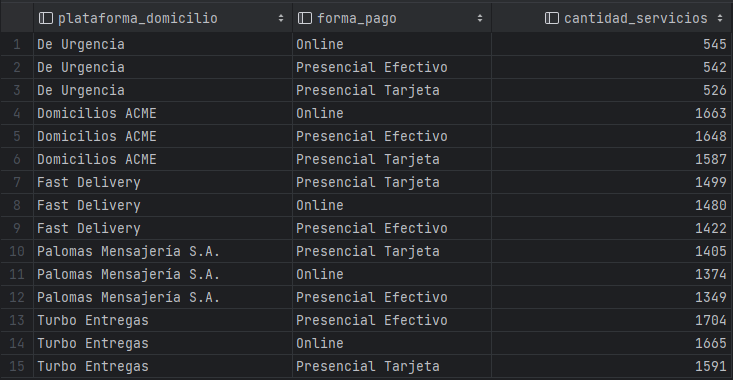 plataforma_domicilio forma_pago cantidad_servicios
1 De Urgencia Online 545
2 De Urgencia Presencial Efectivo 542
3 De Urgencia Presencial Tarjeta 526
4 Domicilios ACME Online 1663
5 Domicilios ACME Presencial Efectivo 1648
6 Domicilios ACME Presencial Tarjeta 1587
7 Fast Delivery Presencial Tarjeta 1499
8 Fast Delivery Online 1480
9 Fast Delivery Presencial Efectivo 1422
10 Palomas Mensajería S.A. Presencial Tarjeta 1405
11 Palomas Mensajería S.A. Online 1374
12 Palomas Mensajería S.A. Presencial Efectivo 1349
13 Turbo Entregas Presencial Efectivo 1704
14 Turbo Entregas Online 1665
15 Turbo Entregas Presencial Tarjeta 1591